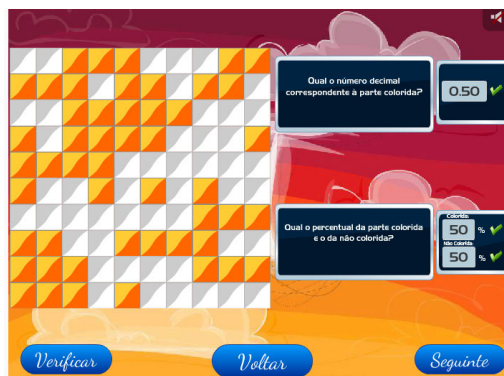 Qual o número decimal
correspondente à parte colorida?
0.50
Qual o percentual da parte colorida
e o da não colorida?
Colorida
50 %
Não Colorida
50 %
Verificar
Voltar
Seguinte